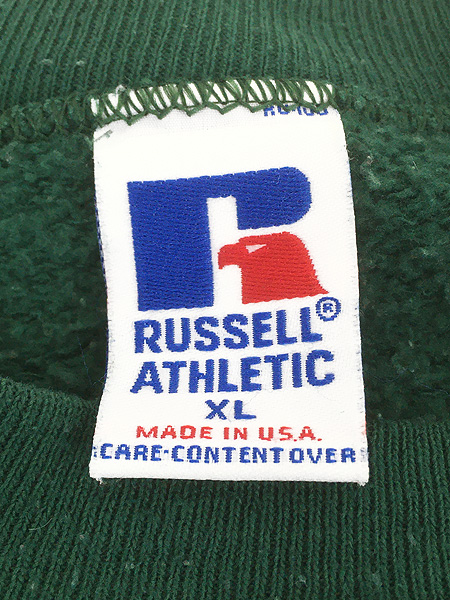 RUSSELL®
ATHLETIC
XL
MADE IN U.S.A.
CARE-CONTENT OVER